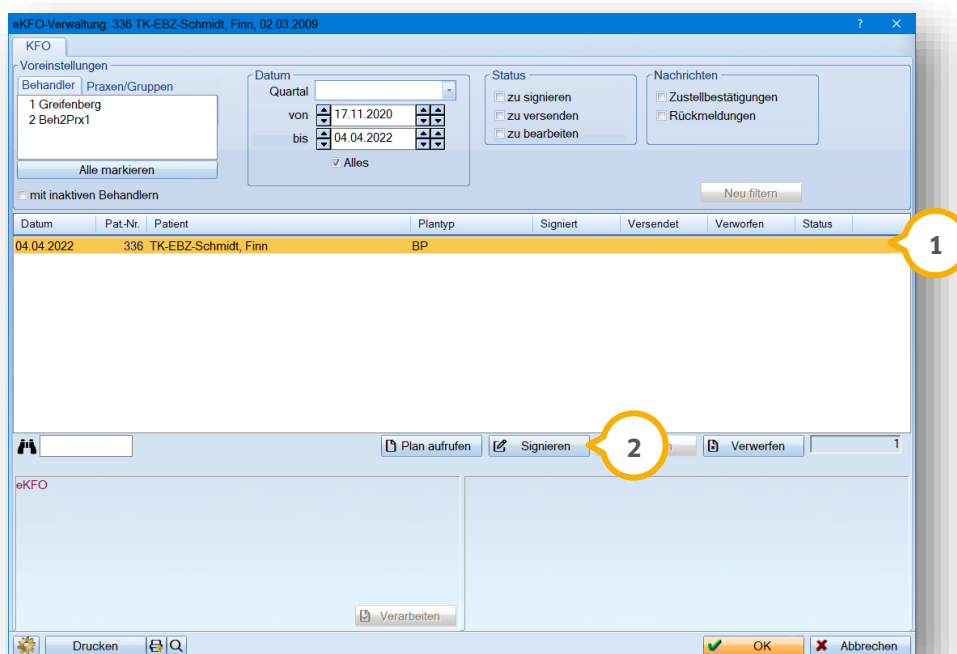 eKFO-Verwaltung: 336 TK-EBZ-Schmidt, Finn, 02.03.2009 ?
KFO
Voreinstellungen
Behandler Praxen/Gruppen
1 Greifenberg
2 Beh2Prx1
Alle markieren
mit inaktiven Behandlern
Datum
Quartal
von 17.11.2020
bis 04.04.2022
Alles
Status
zu signieren
zu versenden
zu bearbeiten
Nachrichten
Zustellbestätigungen
Rückmeldungen
Neu filtern
Datum Pat-Nr. Patient Plantyp Signiert Versendet Verworfen Status
04.04.2022 336 TK-EBZ-Schmidt, Finn BP
1
Plan aufrufen Signieren 2 Verwerfen 1
eKFO
Verarbeiten
Drucken OK Abbrechen